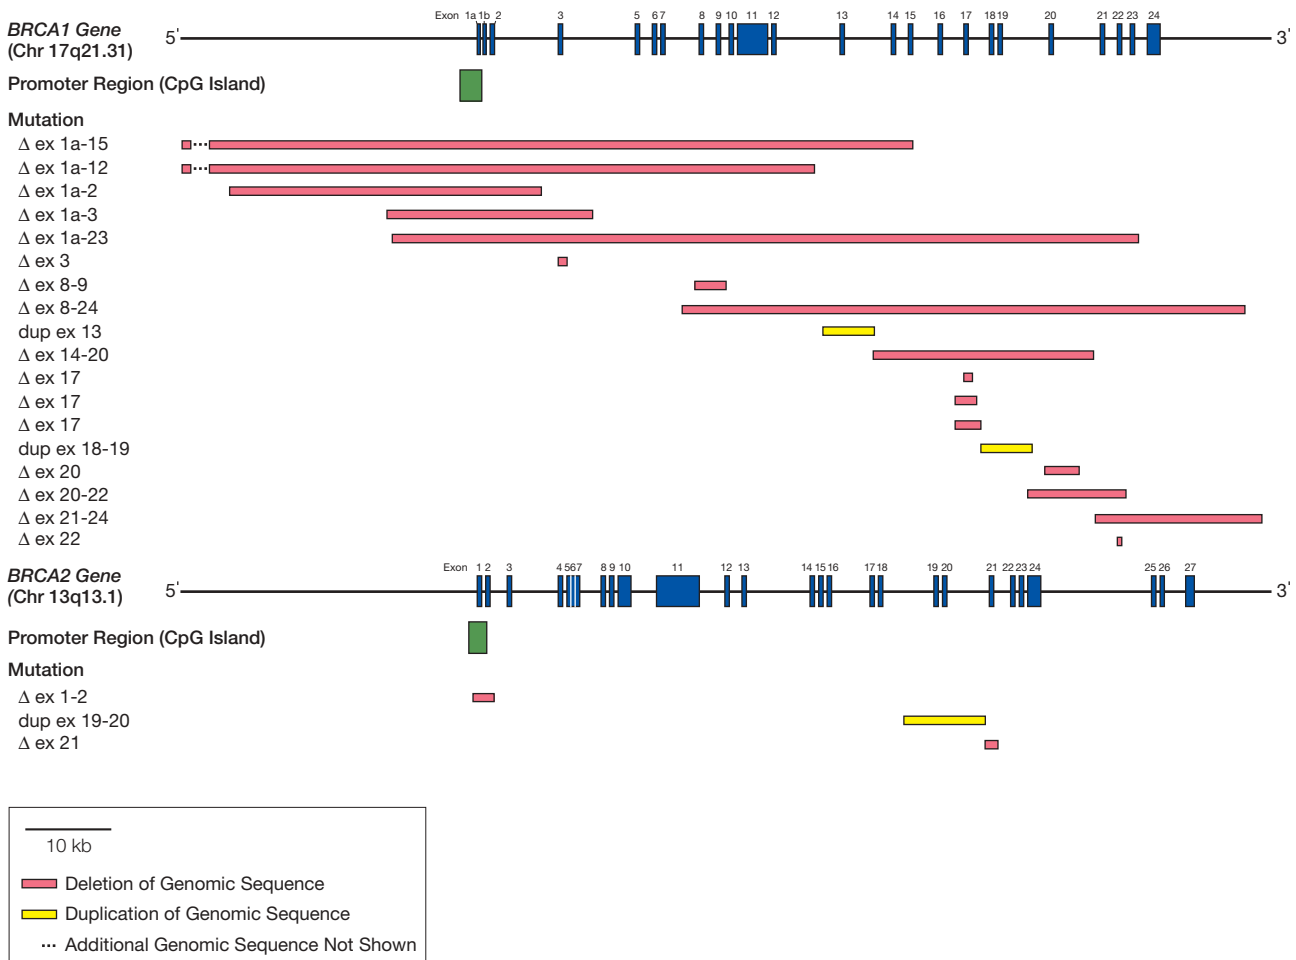 Exon 1a 1b 2 3 5 6 7 8 9 10 11 12 13 14 15 16 17 18 19 20 21 22 23 24
BRCA1 Gene
(Chr 17q21.31)
5' 3'
Promoter Region (CpG Island)
Mutation
Δ ex 1a-15
Δ ex 1a-12
Δ ex 1a-2
Δ ex 1a-3
Δ ex 1a-23
Δ ex 3
Δ ex 8-9
Δ ex 8-24
dup ex 13
Δ ex 14-20
Δ ex 17
Δ ex 17
Δ ex 17
dup ex 18-19
Δ ex 20
Δ ex 20-22
Δ ex 21-24
Δ ex 22
Exon 1 2 3 4 5 6 7 8 9 10 11 12 13 14 15 16 17 18 19 20 21 22 23 24 25 26 27
BRCA2 Gene
(Chr 13q13.1)
5' 3'
Promoter Region (CpG Island)
Mutation
Δ ex 1-2
dup ex 19-20
Δ ex 21
10 kb
Deletion of Genomic Sequence
Duplication of Genomic Sequence
... Additional Genomic Sequence Not Shown